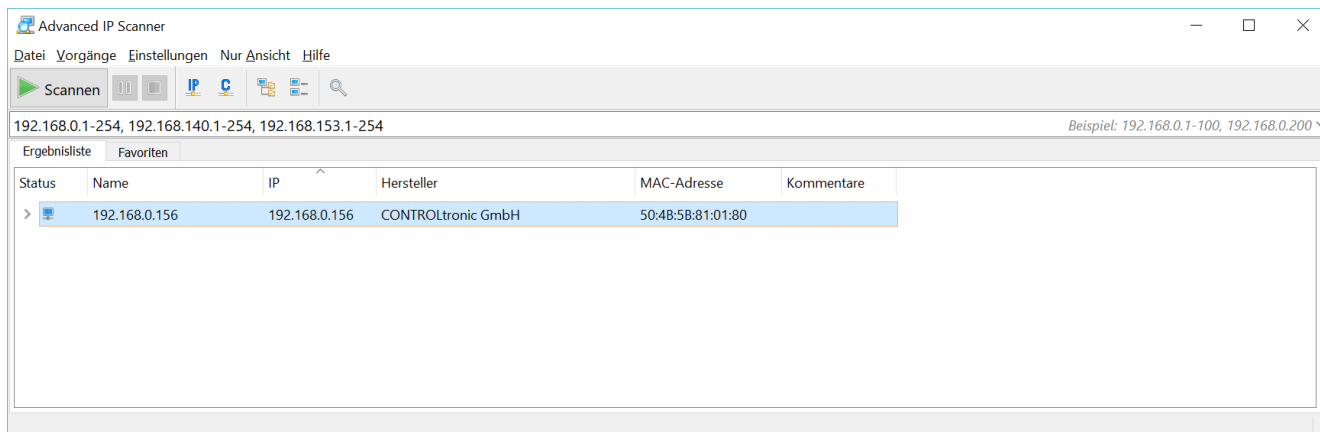 Advanced IP Scanner
Datei Vorgänge Einstellungen Nur Ansicht Hilfe
Scannen IP C
192.168.0.1-254, 192.168.140.1-254, 192.168.153.1-254 Beispiel: 192.168.0.1-100, 192.168.0.200
Ergebnisliste Favoriten
Status Name IP Hersteller MAC-Adresse Kommentare
192.168.0.156 192.168.0.156 CONTROLtronic GmbH 50:4B:5B:81:01:80